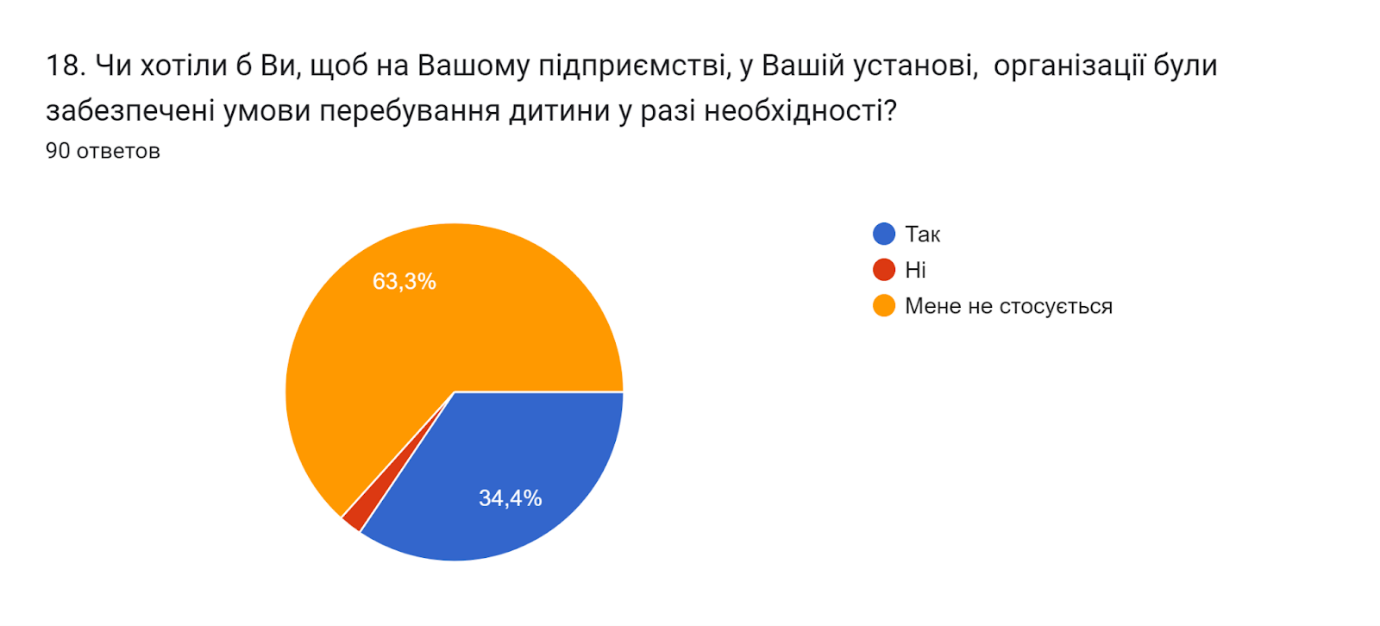 18. Чи хотіли б Ви, щоб на Вашому підприємстві, у Вашій установі,  організації були
забезпечені умови перебування дитини у разі необхідності?
90 ответов
Так
Ні
Мене не стосується
63,3%
34,4%